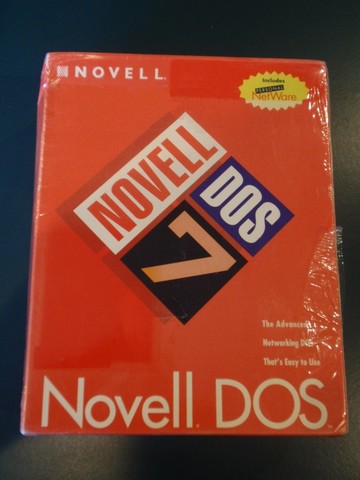 NOVELL
Includes
PERSONAL
NetWare
NOVELL
DOS
7
The Advanced
Networking DOS
That's Easy to Use
Novell DOS